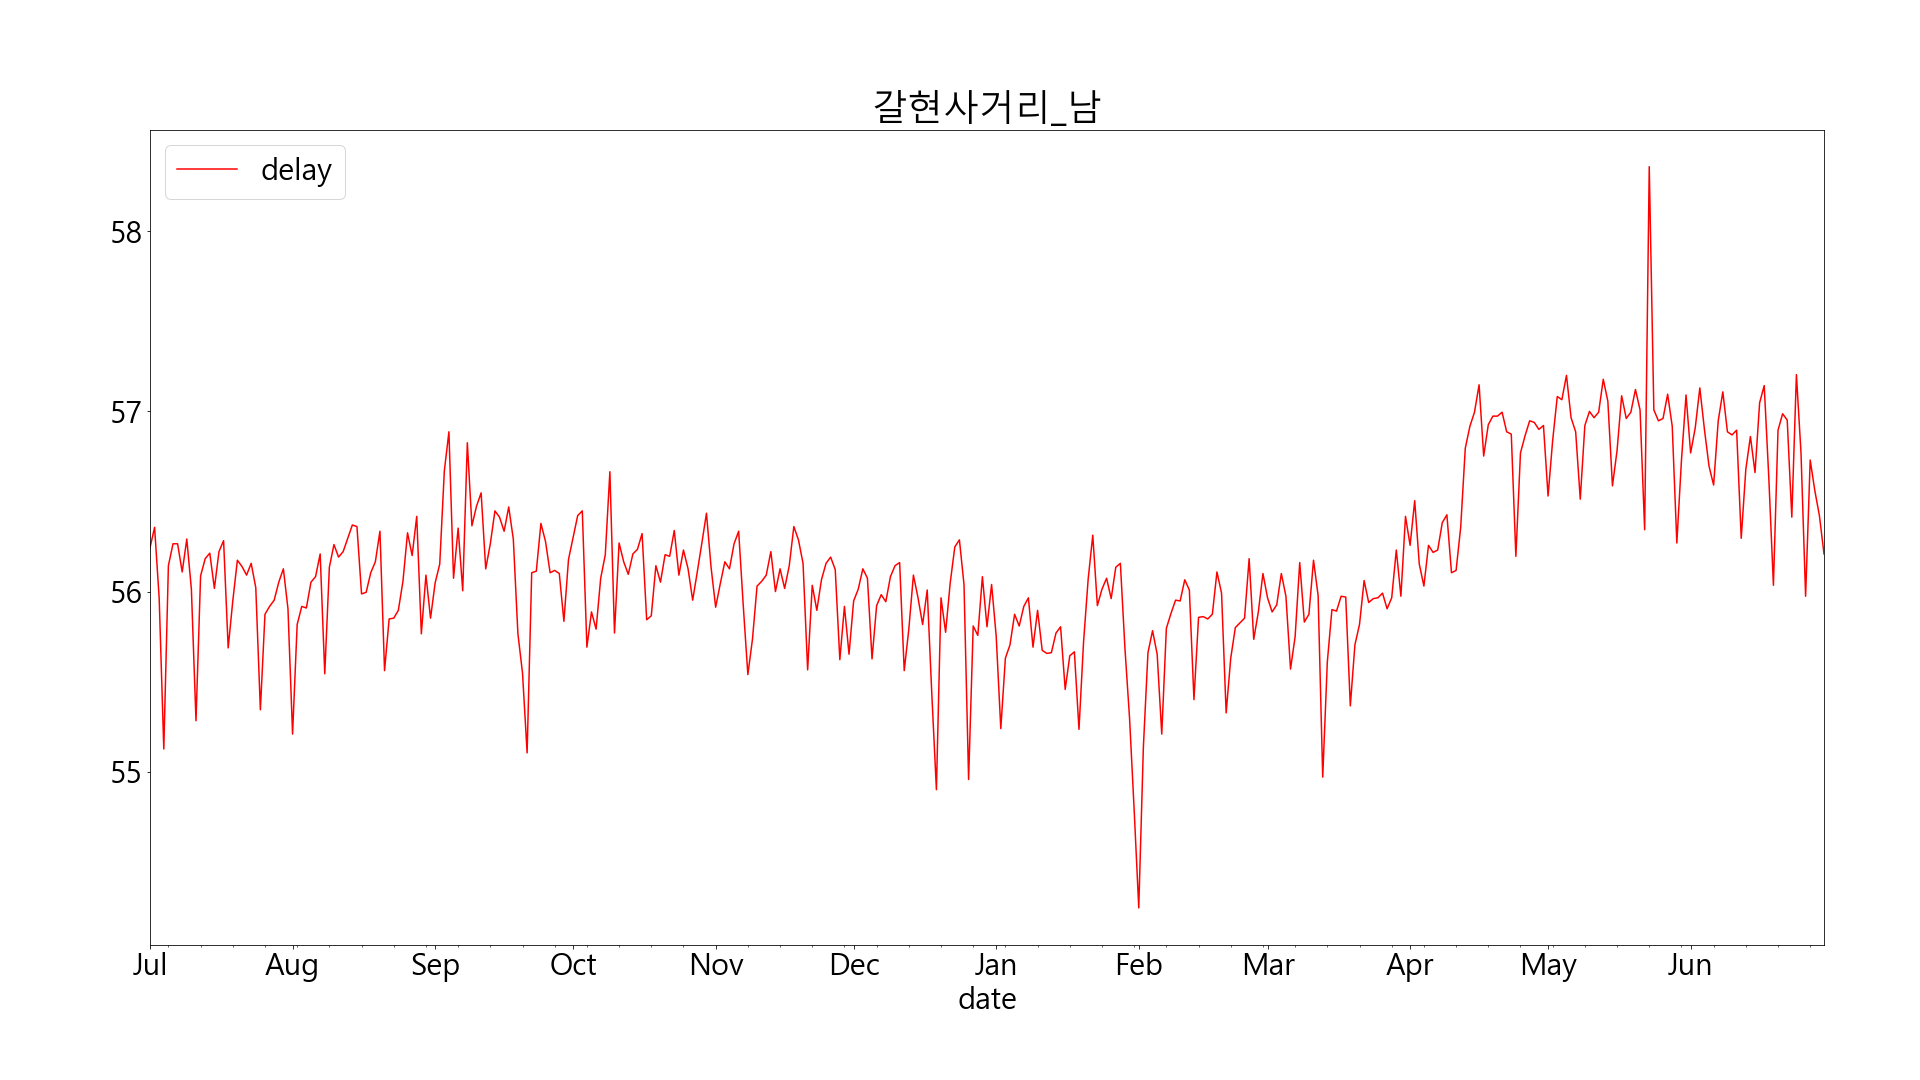 갈현사거리_남
delay
58
57
56
55
Jul Aug Sep Oct Nov Dec Jan Feb Mar Apr May Jun
date